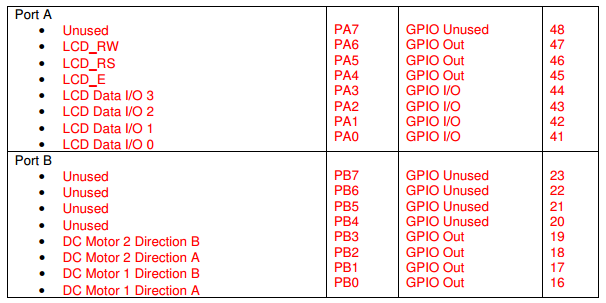 Port A
• Unused PA7 GPIO Unused 48
• LCD_RW PA6 GPIO Out 47
• LCD_RS PA5 GPIO Out 46
• LCD_E PA4 GPIO Out 45
• LCD Data I/O 3 PA3 GPIO I/O 44
• LCD Data I/O 2 PA2 GPIO I/O 43
• LCD Data I/O 1 PA1 GPIO I/O 42
• LCD Data I/O 0 PA0 GPIO I/O 41
Port B
• Unused PB7 GPIO Unused 23
• Unused PB6 GPIO Unused 22
• Unused PB5 GPIO Unused 21
• Unused PB4 GPIO Unused 20
• DC Motor 2 Direction B PB3 GPIO Out 19
• DC Motor 2 Direction A PB2 GPIO Out 18
• DC Motor 1 Direction B PB1 GPIO Out 17
• DC Motor 1 Direction A PB0 GPIO Out 16